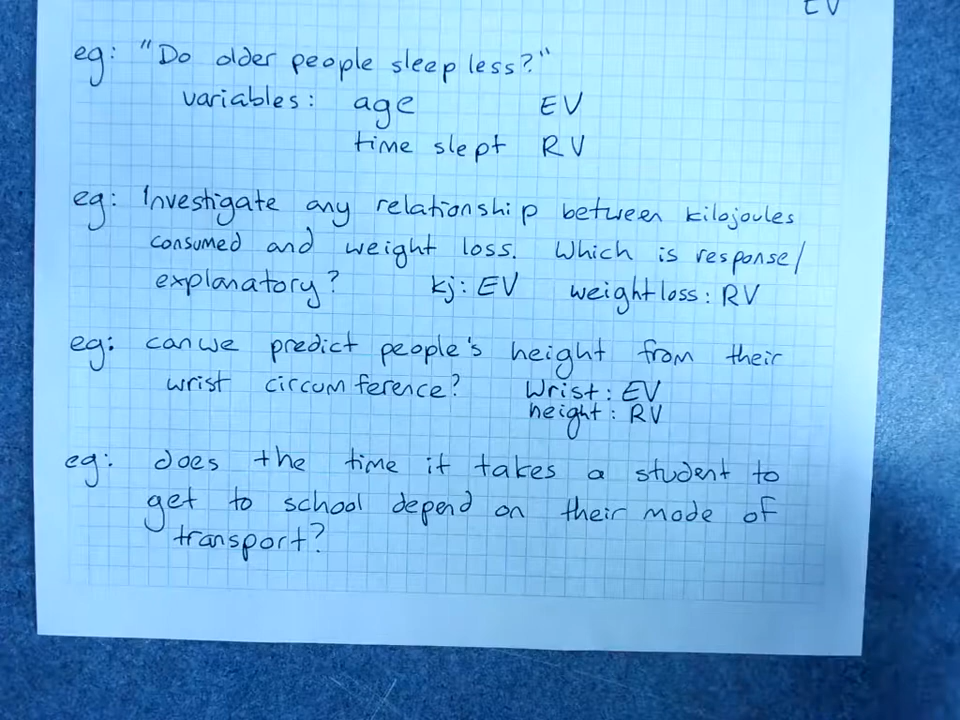 EV
eg: "Do older people sleep less?"
variables: age EV
time slept RV
eg: Investigate any relationship between kilojoules
consumed and weight loss. Which is response/
explanatory? kj: EV weightloss: RV
eg: can we predict people's height from their
wrist circumference? Wrist: EV
height: RV
eg: does the time it takes a student to
get to school depend on their mode of
transport?